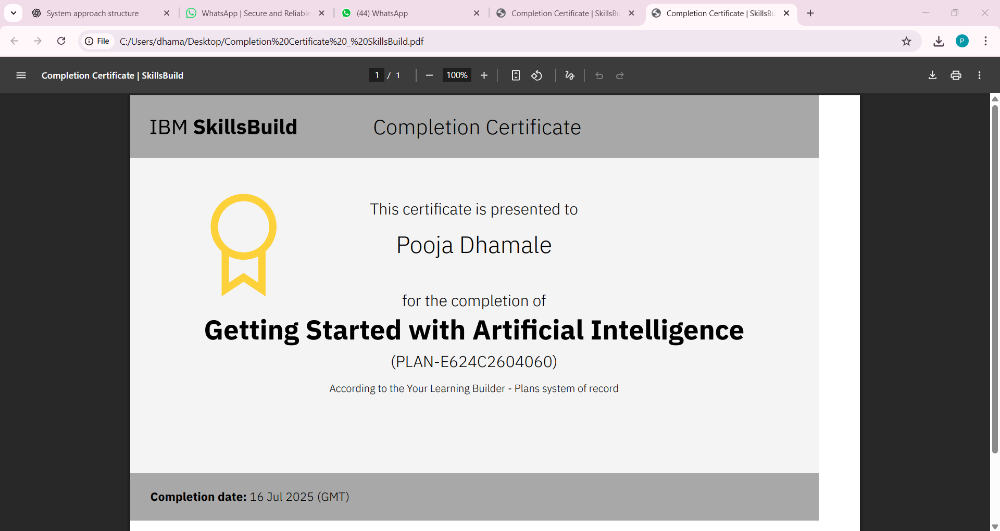 System approach structure
WhatsApp | Secure and Reliable
(44) WhatsApp
Completion Certificate | SkillsBu
Completion Certificate | SkillsBu
File
C:/Users/dhama/Desktop/Completion%20Certificate%20_%20SkillsBuild.pdf
P
Completion Certificate | SkillsBuild
1 / 1
100%
IBM SkillsBuild
Completion Certificate
This certificate is presented to
Pooja Dhamale
for the completion of
Getting Started with Artificial Intelligence
(PLAN-E624C2604060)
According to the Your Learning Builder - Plans system of record
Completion date: 16 Jul 2025 (GMT)